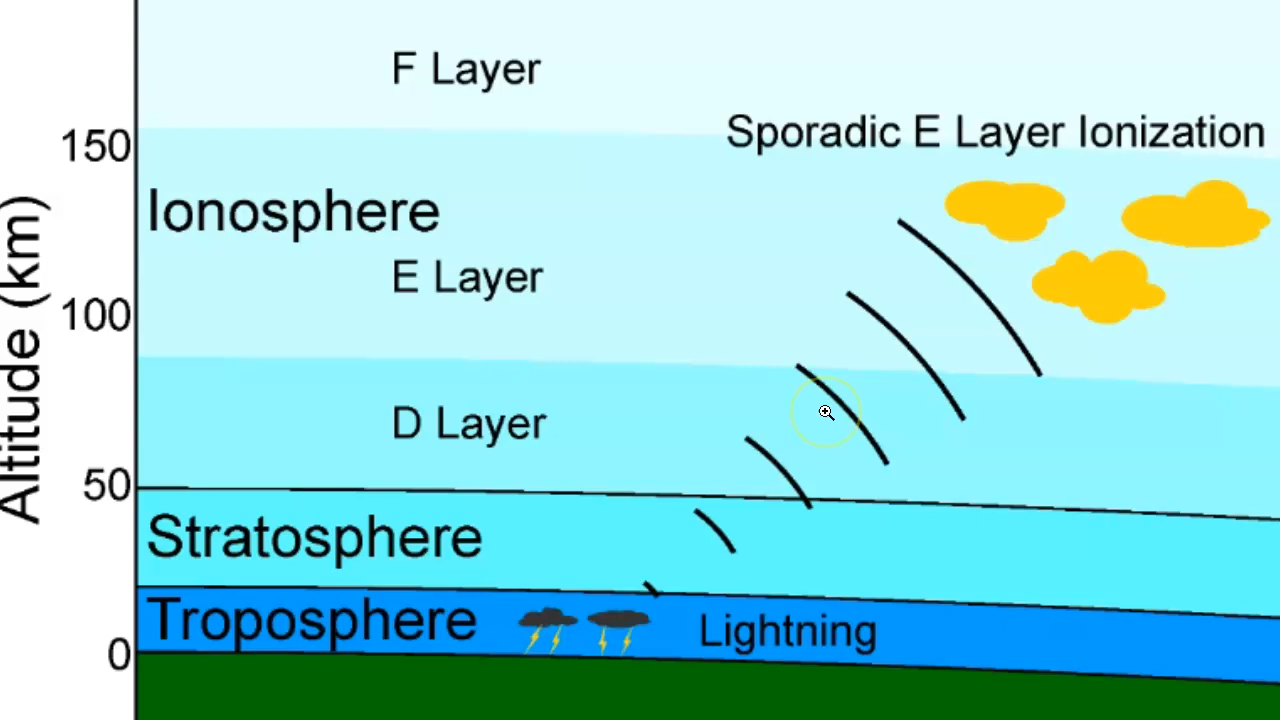 F Layer
Sporadic E Layer Ionization
150
Ionosphere
E Layer
100
Altitude (km)
D Layer
50
Stratosphere
Troposphere
Lightning
0